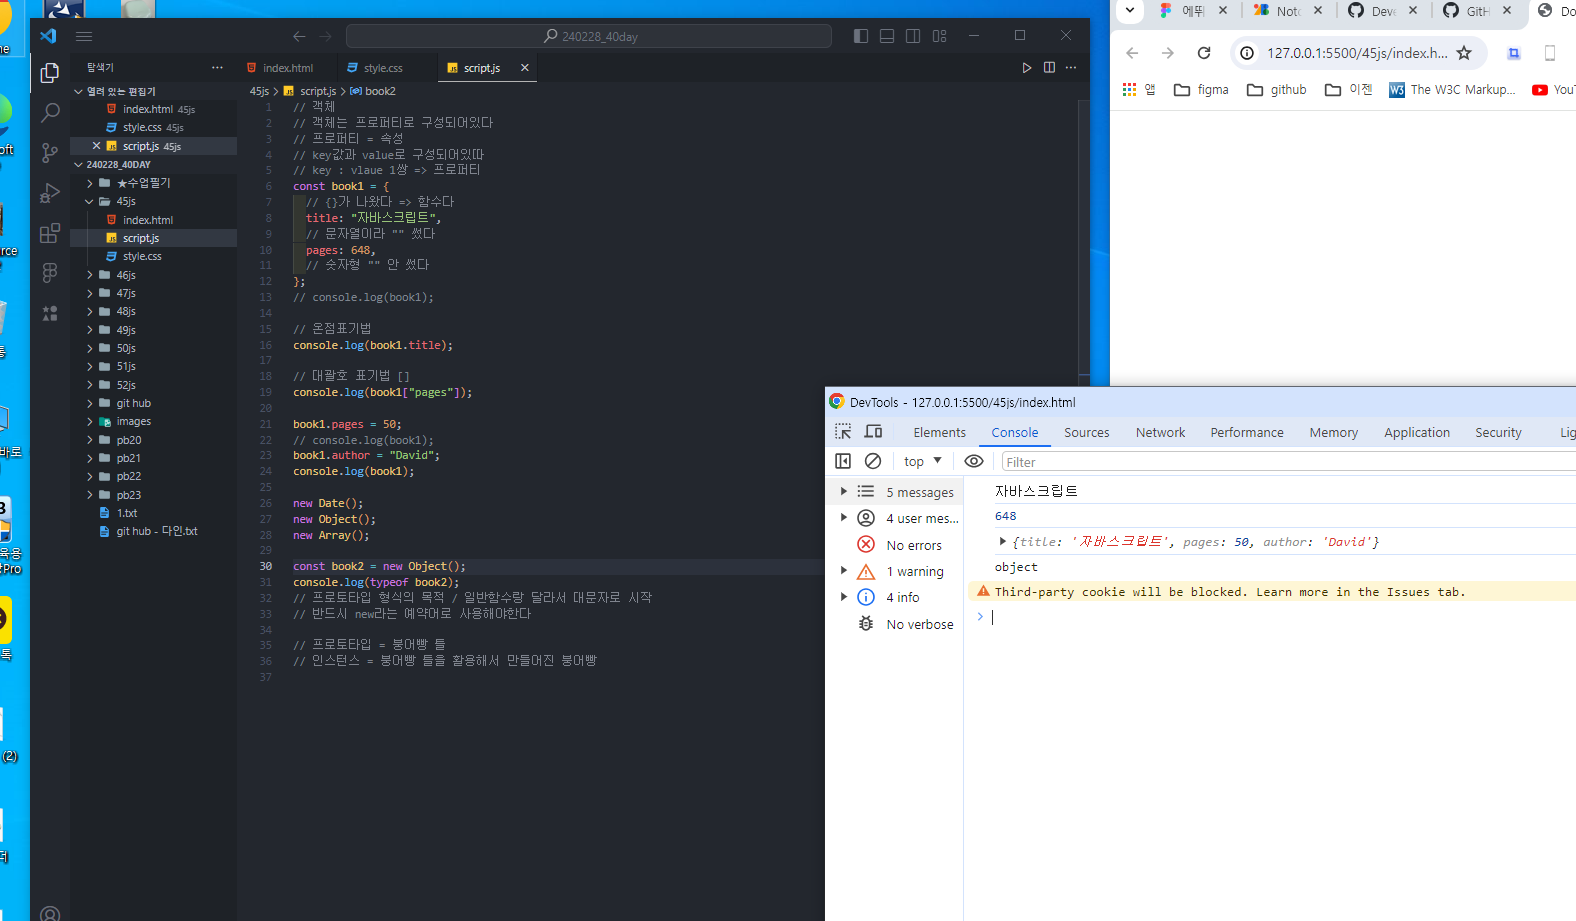 240228_40day
탐색기
index.html
style.css
script.js
열려 있는 편집기
index.html 45js
style.css 45js
script.js 45js
240228_40DAY
★수업필기
45js
index.html
script.js
style.css
46js
47js
48js
49js
50js
51js
52js
git hub
images
pb20
pb21
pb22
pb23
1.txt
git hub - 다인.txt
45js > script.js > book2
1 // 객체
2 // 객체는 프로퍼티로 구성되어있다
3 // 프로퍼티 = 속성
4 // key값과 value로 구성되어있따
5 // key : vlaue 1쌍 => 프로퍼티
6 const book1 = {
7 // {}가 나왔다 => 함수다
8 title: "자바스크립트",
9 // 문자열이라 "" 썼다
10 pages: 648,
11 // 숫자형 "" 안 썼다
12 };
13 // console.log(book1);
14
15 // 온점표기법
16 console.log(book1.title);
17
18 // 대괄호 표기법 []
19 console.log(book1["pages"]);
20
21 book1.pages = 50;
22 // console.log(book1);
23 book1.author = "David";
24 console.log(book1);
25
26 new Date();
27 new Object();
28 new Array();
29
30 const book2 = new Object();
31 console.log(typeof book2);
32 // 프로토타입 형식의 목적 / 일반함수랑 달라서 대문자로 시작
33 // 반드시 new라는 예약어로 사용해야한다
34
35 // 프로토타입 = 붕어빵 틀
36 // 인스턴스 = 붕어빵 틀을 활용해서 만들어진 붕어빵
37
에뛰
Noto
Deve
GitH
Do
127.0.0.1:5500/45js/index.h...
앱
figma
github
이젠
The W3C Markup...
YouT
DevTools - 127.0.0.1:5500/45js/index.html
Elements Console Sources Network Performance Memory Application Security Lig
top
Filter
5 messages
4 user mes...
No errors
1 warning
4 info
No verbose
자바스크립트
648
{title: '자바스크립트', pages: 50, author: 'David'}
object
Third-party cookie will be blocked. Learn more in the Issues tab.
(2)